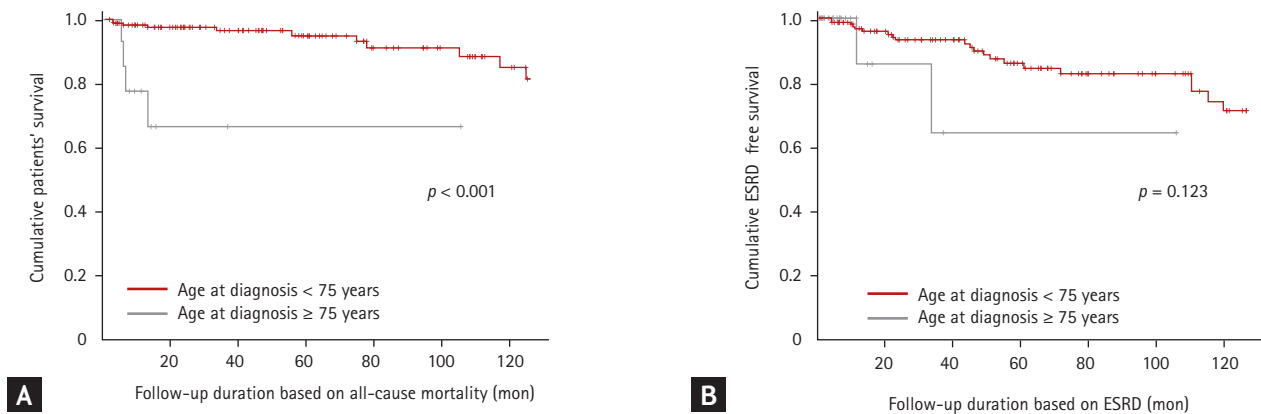 1.0
0.8
0.6
0.4
0.2
0
Cumulative patients' survival
p < 0.001
Age at diagnosis < 75 years
Age at diagnosis ≥ 75 years
20 40 60 80 100 120
Follow-up duration based on all-cause mortality (mon)
A
1.0
0.8
0.6
0.4
0.2
0
Cumulative ESRD free survival
p = 0.123
Age at diagnosis < 75 years
Age at diagnosis ≥ 75 years
20 40 60 80 100 120
Follow-up duration based on ESRD (mon)
B